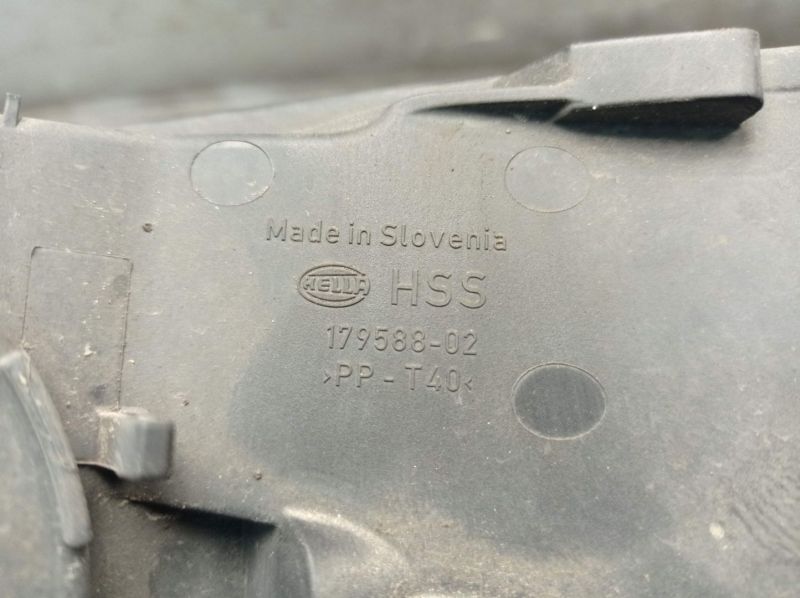 Made in Slovenia
HELLA HSS
179588-02
>PP-T40<